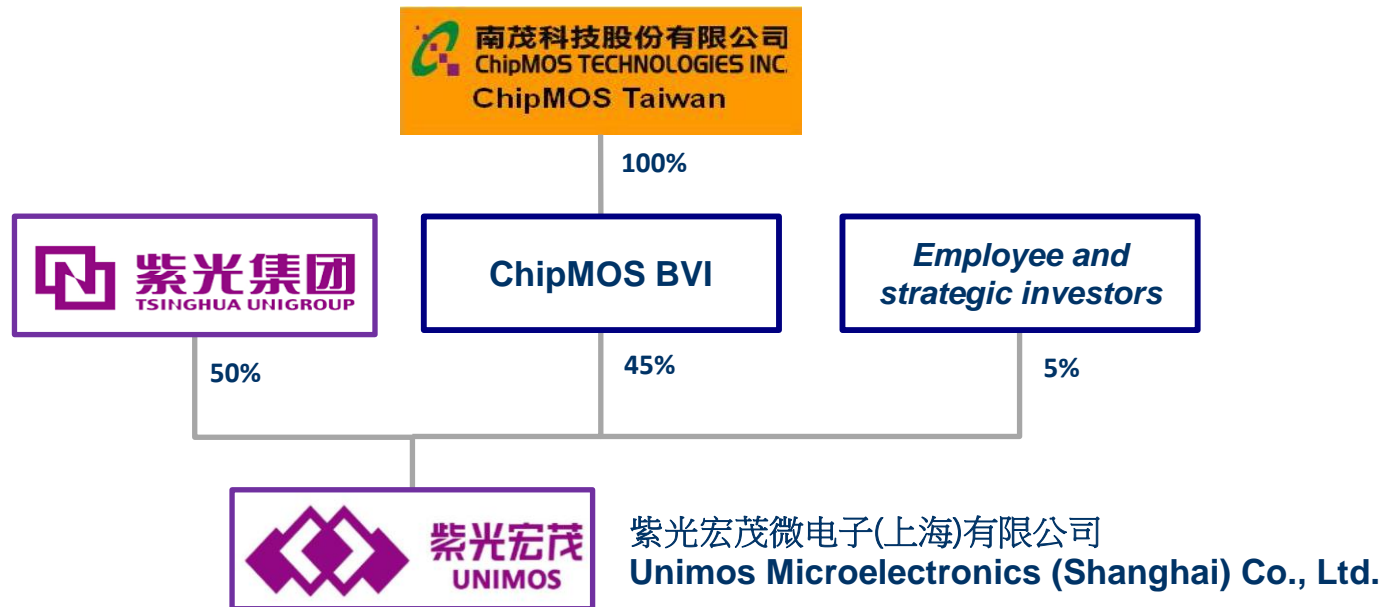 南茂科技股份有限公司
ChipMOS TECHNOLOGIES INC.
ChipMOS Taiwan
100%
紫光集团
TSINGHUA UNIGROUP
ChipMOS BVI
Employee and
strategic investors
50%
45%
5%
紫光宏茂
UNIMOS
紫光宏茂微电子(上海)有限公司
Unimos Microelectronics (Shanghai) Co., Ltd.